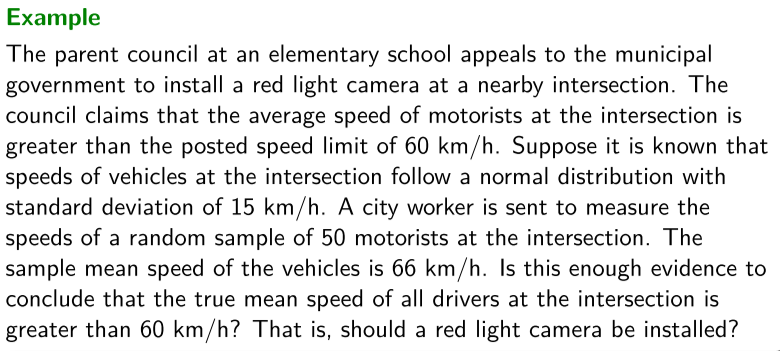 Example
The parent council at an elementary school appeals to the municipal
government to install a red light camera at a nearby intersection. The
council claims that the average speed of motorists at the intersection is
greater than the posted speed limit of 60 km/h. Suppose it is known that
speeds of vehicles at the intersection follow a normal distribution with
standard deviation of 15 km/h. A city worker is sent to measure the
speeds of a random sample of 50 motorists at the intersection. The
sample mean speed of the vehicles is 66 km/h. Is this enough evidence to
conclude that the true mean speed of all drivers at the intersection is
greater than 60 km/h? That is, should a red light camera be installed?